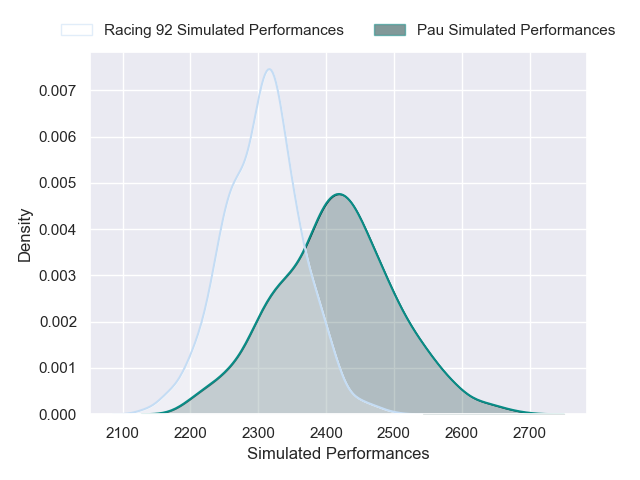 Racing 92 Simulated Performances Pau Simulated Performances
0.007
0.006
0.005
0.004
0.003
0.002
0.001
0.000
Density
2100 2200 2300 2400 2500 2600 2700
Simulated Performances